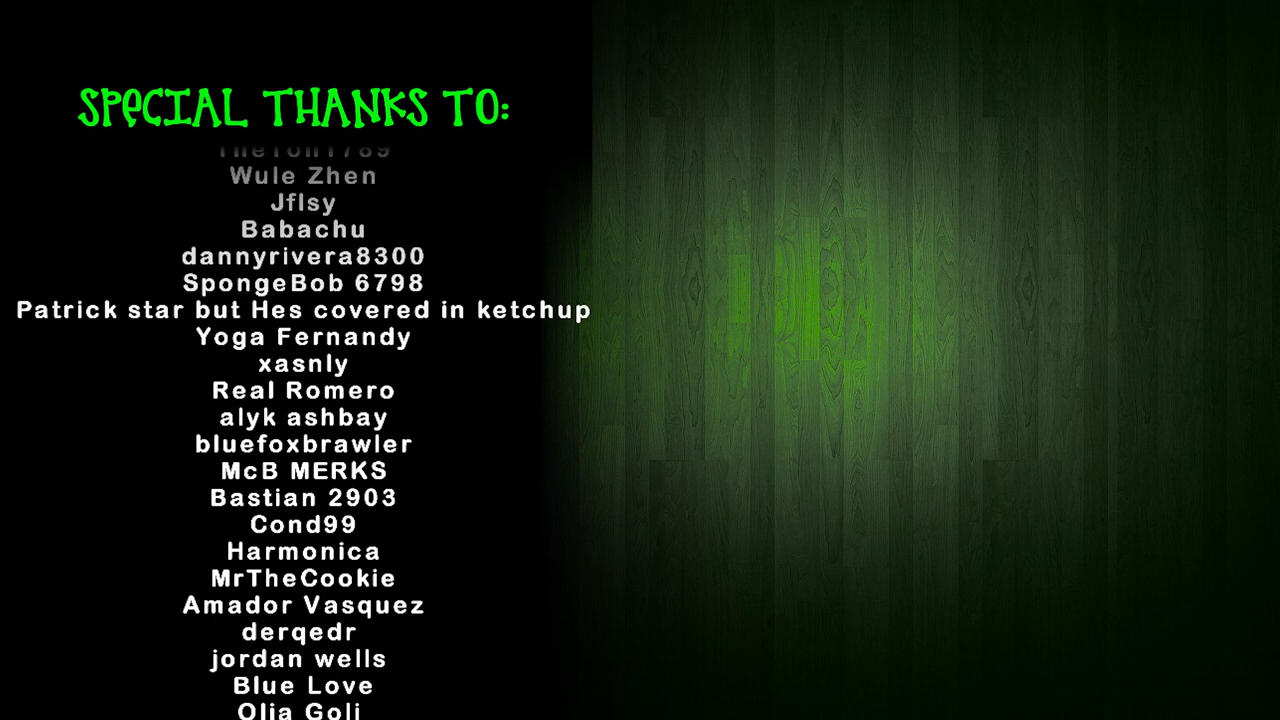 SPeCIAL THANKS TO:
Wule Zhen
Jflsy
Babachu
dannyrivera8300
SpongeBob 6798
Patrick star but Hes covered in ketchup
Yoga Fernandy
xasnly
Real Romero
alyk ashbay
bluefoxbrawler
McB MERKS
Bastian 2903
Cond99
Harmonica
MrTheCookie
Amador Vasquez
derqedr
jordan wells
Blue Love
Olia Goli